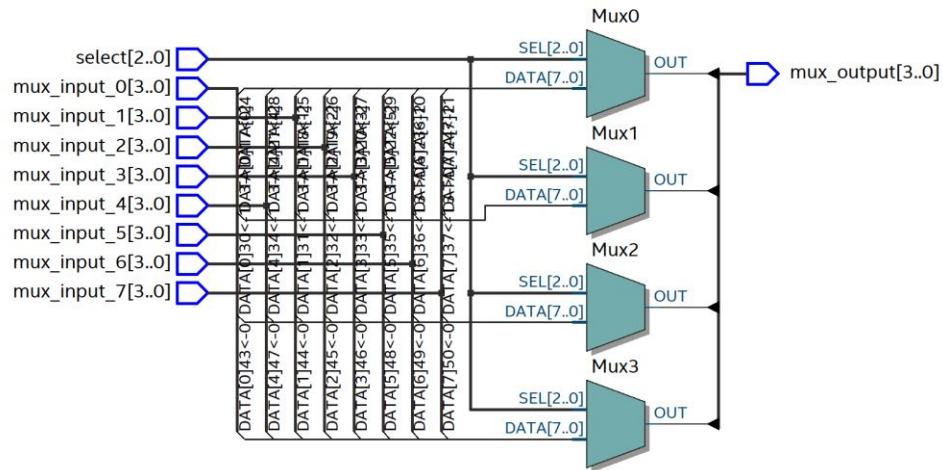 Mux0
select[2..0]
SEL[2..0]
OUT
mux_output[3..0]
mux_input_0[3..0]
DATA[7..0]
mux_input_1[3..0]
mux_input_2[3..0]
Mux1
mux_input_3[3..0]
SEL[2..0]
OUT
mux_input_4[3..0]
DATA[7..0]
mux_input_5[3..0]
mux_input_6[3..0]
Mux2
mux_input_7[3..0]
SEL[2..0]
OUT
DATA[7..0]
Mux3
SEL[2..0]
OUT
DATA[7..0]
DATA[0]30<-
DATA[4]34<-
DATA[1]31<-
DATA[2]32<-
DATA[3]33<-
DATA[5]35<-
DATA[6]36<-
DATA[7]37<-
DATA[0]43<-0
DATA[4]47<-0
DATA[1]44<-0
DATA[2]45<-0
DATA[3]46<-0
DATA[5]48<-0
DATA[6]49<-0
DATA[7]50<-0